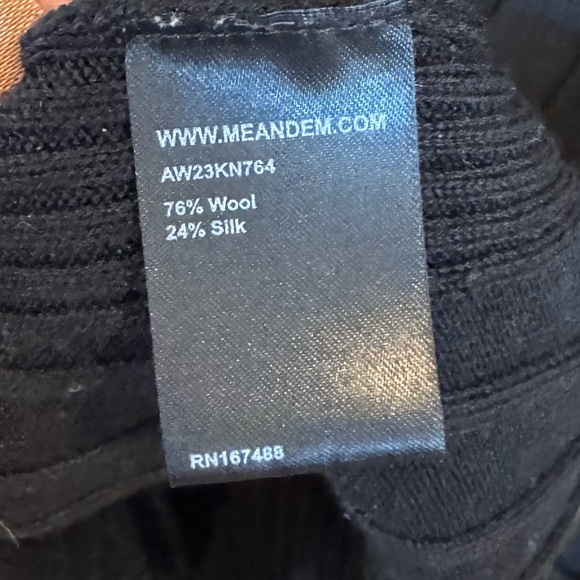 WWW.MEANDEM.COM
AW23KN764
76% Wool
24% Silk
RN167488